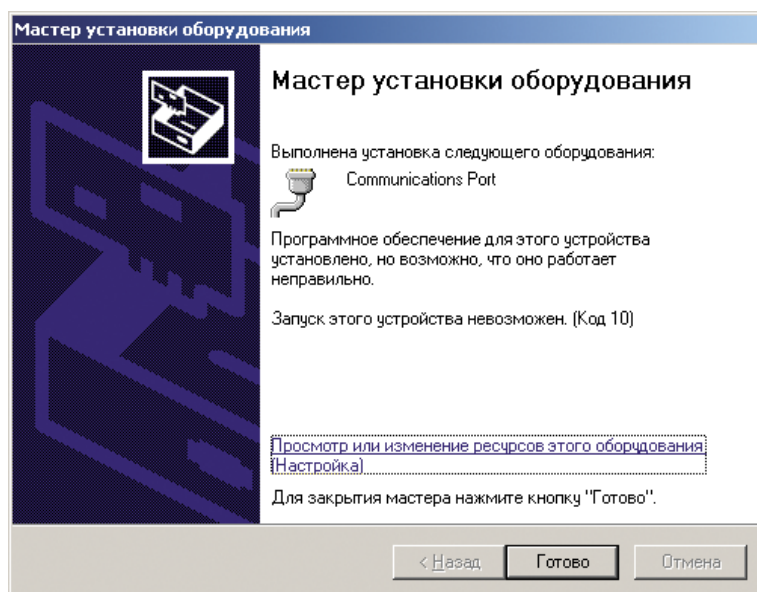 Мастер установки оборудования
Мастер установки оборудования
Выполнена установка следующего оборудования:
Communications Port
Программное обеспечение для этого устройства
установлено, но возможно, что оно работает
неправильно.
Запуск этого устройства невозможен. (Код 10)
Просмотр или изменение ресурсов этого оборудования
(Настройка)
Для закрытия мастера нажмите кнопку "Готово".
< Назад
Готово
Отмена